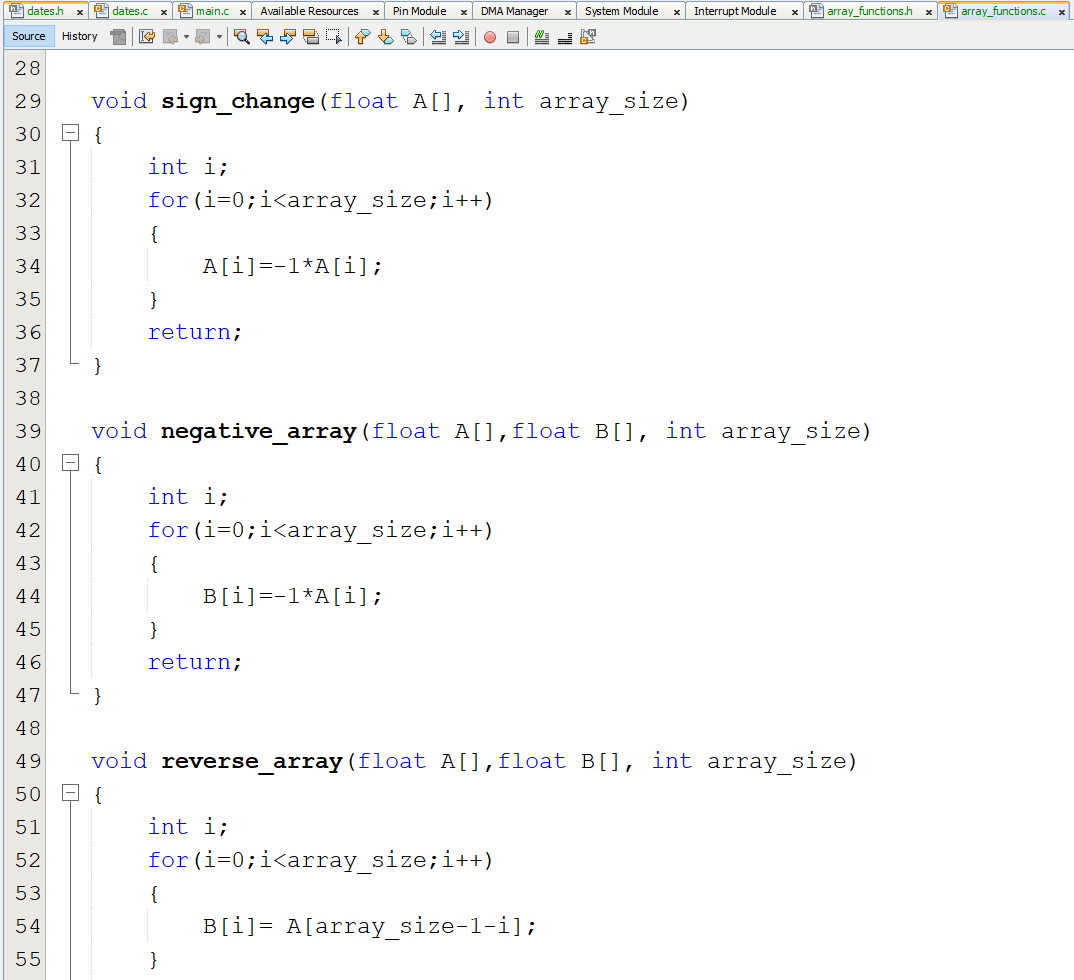 dates.h × dates.c × main.c × Available Resources × Pin Module × DMA Manager × System Module × Interrupt Module × array_functions.h × array_functions.c ×
Source History
28
29 void sign_change(float A[], int array_size)
30 {
31 int i;
32 for(i=0;i<array_size;i++)
33 {
34 A[i]=-1*A[i];
35 }
36 return;
37 }
38
39 void negative_array(float A[],float B[], int array_size)
40 {
41 int i;
42 for(i=0;i<array_size;i++)
43 {
44 B[i]=-1*A[i];
45 }
46 return;
47 }
48
49 void reverse_array(float A[],float B[], int array_size)
50 {
51 int i;
52 for(i=0;i<array_size;i++)
53 {
54 B[i]= A[array_size-1-i];
55 }